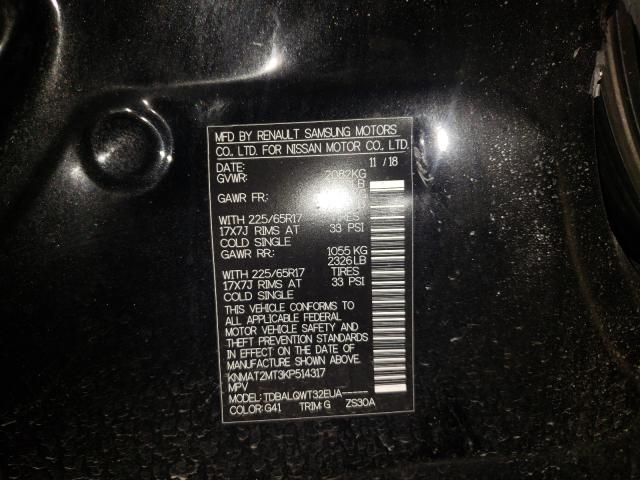 MFD BY RENAULT SAMSUNG MOTORS
CO., LTD. FOR NISSAN MOTOR CO., LTD.
DATE: 11 / 18
GVWR: 2082KG
LB
GAWR FR:
WITH 225/65R17 TIRES
17X7J RIMS AT 33 PSI
COLD SINGLE
GAWR RR: 1055 KG
2326LB
WITH 225/65R17 TIRES
17X7J RIMS AT 33 PSI
COLD SINGLE
THIS VEHICLE CONFORMS TO
ALL APPLICABLE FEDERAL
MOTOR VEHICLE SAFETY AND
THEFT PREVENTION STANDARDS
IN EFFECT ON THE DATE OF
MANUFACTURE SHOWN ABOVE.
KNMAT2MT3KP514317
MPV
MODEL: TDBALQWT32EUA-----
COLOR: G41 TRIM: G ZS30A